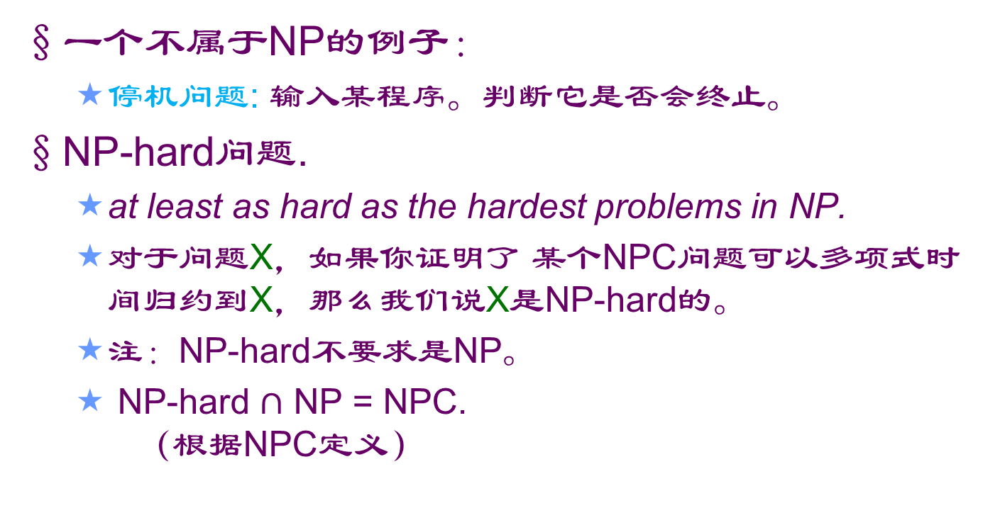 § 一个不属于NP的例子：
★ 停机问题: 输入某程序。判断它是否会终止。
§ NP-hard问题.
★ at least as hard as the hardest problems in NP.
★ 对于问题X，如果你证明了 某个NPC问题可以多项式时
间归约到X，那么我们说X是NP-hard的。
★ 注：NP-hard不要求是NP。
★ NP-hard ∩ NP = NPC.
（根据NPC定义）